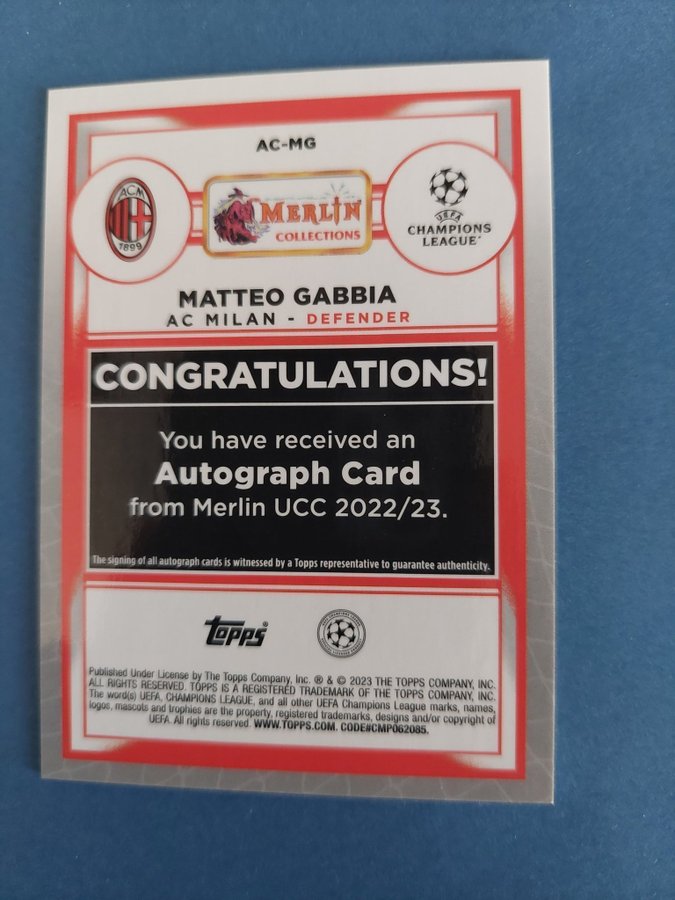 AC-MG
ACM
1899
MERLIN
COLLECTIONS
UEFA
CHAMPIONS
LEAGUE
MATTEO GABBIA
AC MILAN - DEFENDER
CONGRATULATIONS!
You have received an
Autograph Card
from Merlin UCC 2022/23.
The signing of all autograph cards is witnessed by a Topps representative to guarantee authenticity.
topps®
Published Under License by The Topps Company, Inc. ® & © 2023 THE TOPPS COMPANY, INC.
ALL RIGHTS RESERVED. TOPPS IS A REGISTERED TRADEMARK OF THE TOPPS COMPANY, INC.
The word(s) UEFA, CHAMPIONS LEAGUE, and all other UEFA Champions League marks, names,
logos, mascots and trophies are the property, registered trademarks, designs and/or copyright of
UEFA. All rights reserved. WWW.TOPPS.COM. CODE#CMP062085.